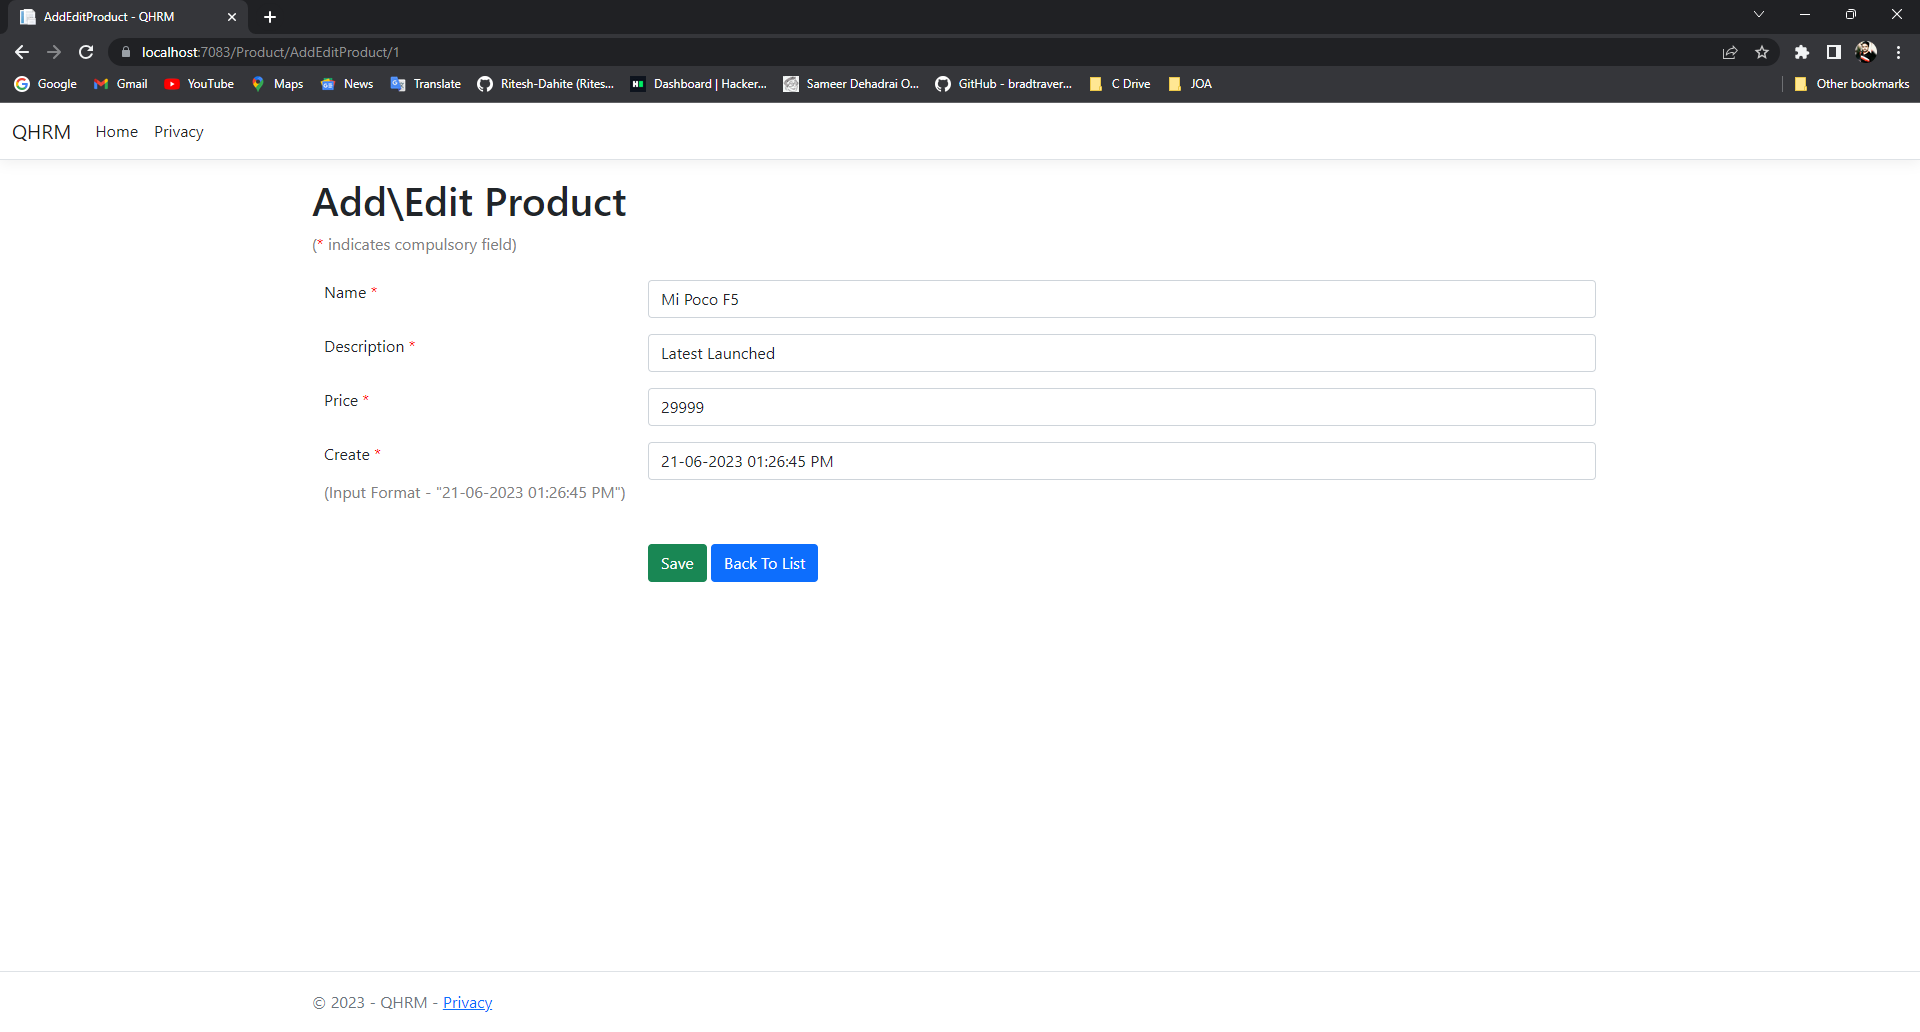 AddEditProduct - QHRM
localhost:7083/Product/AddEditProduct/1
Google Gmail YouTube Maps News Translate Ritesh-Dahite (Rites... Dashboard | Hacker... Sameer Dehadrai O... GitHub - bradtraver... C Drive JOA Other bookmarks
QHRM Home Privacy
Add\Edit Product
(* indicates compulsory field)
Name * Mi Poco F5
Description * Latest Launched
Price * 29999
Create * 21-06-2023 01:26:45 PM
(Input Format - "21-06-2023 01:26:45 PM")
Save Back To List
© 2023 - QHRM - Privacy